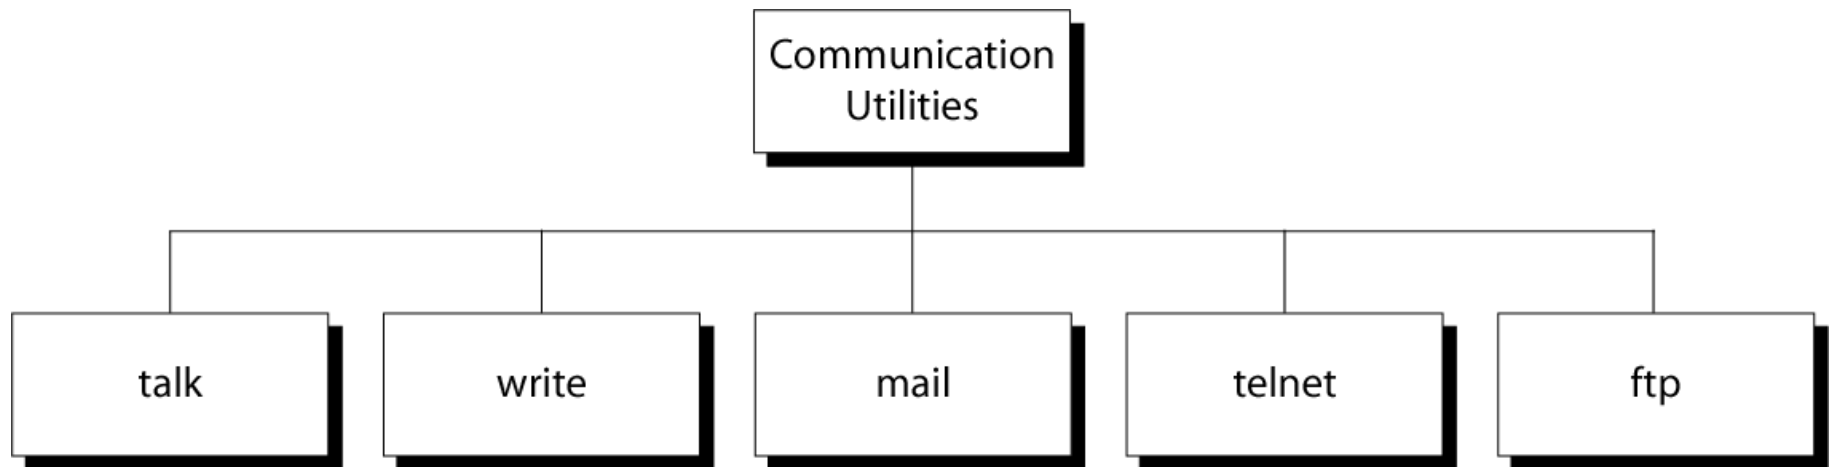 Communication
Utilities
talk
write
mail
telnet
ftp